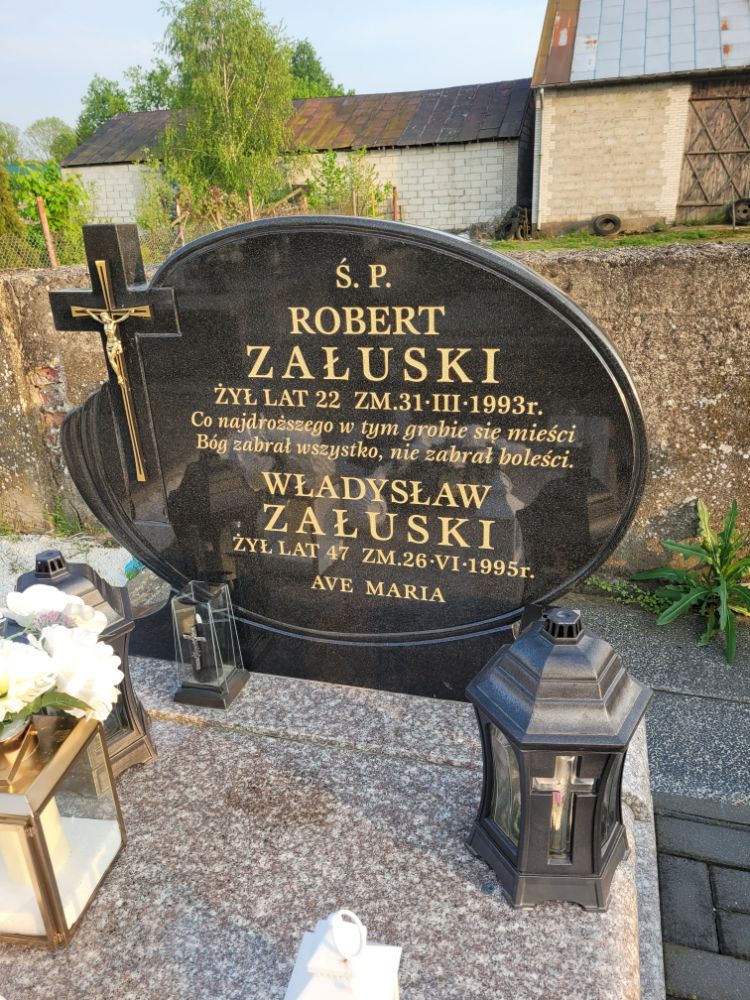 Ś. P.
ROBERT
ZAŁUSKI
ŻYŁ LAT 22 ZM.31·III·1993r.
Co najdroższego w tym grobie się mieści
Bóg zabrał wszystko, nie zabrał boleści.
WŁADYSŁAW
ZAŁUSKI
ŻYŁ LAT 47 ZM.26·VI·1995r.
AVE MARIA